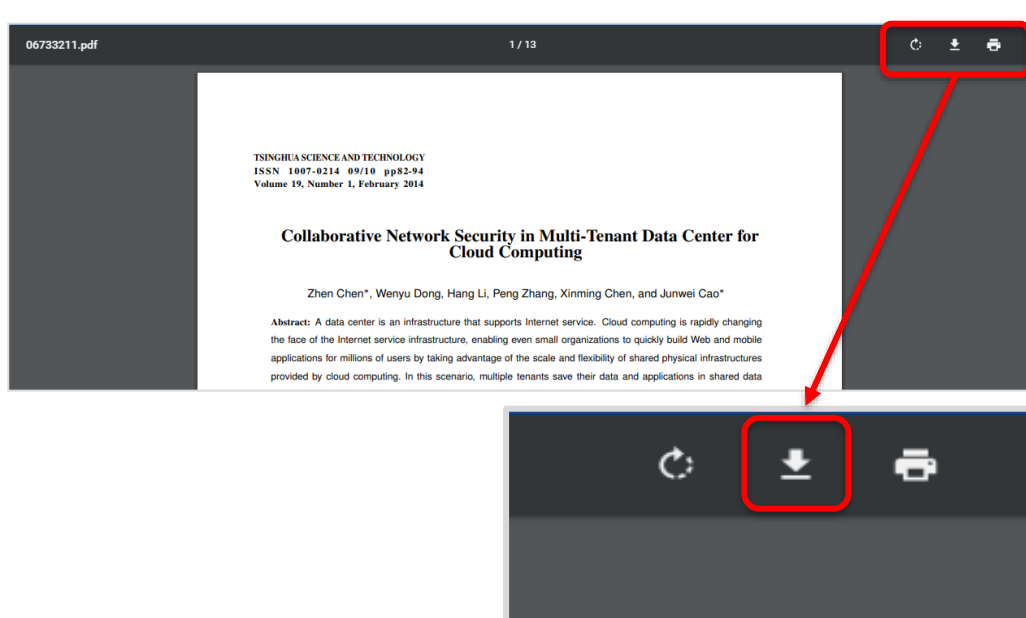 06733211.pdf
1 / 13
TSINGHUA SCIENCE AND TECHNOLOGY
ISSN 1007-0214 09/10 pp82-94
Volume 19, Number 1, February 2014
Collaborative Network Security in Multi-Tenant Data Center for
Cloud Computing
Zhen Chen*, Wenyu Dong, Hang Li, Peng Zhang, Xinming Chen, and Junwei Cao*
Abstract: A data center is an infrastructure that supports Internet service. Cloud computing is rapidly changing
the face of the Internet service infrastructure, enabling even small organizations to quickly build Web and mobile
applications for millions of users by taking advantage of the scale and flexibility of shared physical infrastructures
provided by cloud computing. In this scenario, multiple tenants save their data and applications in shared data